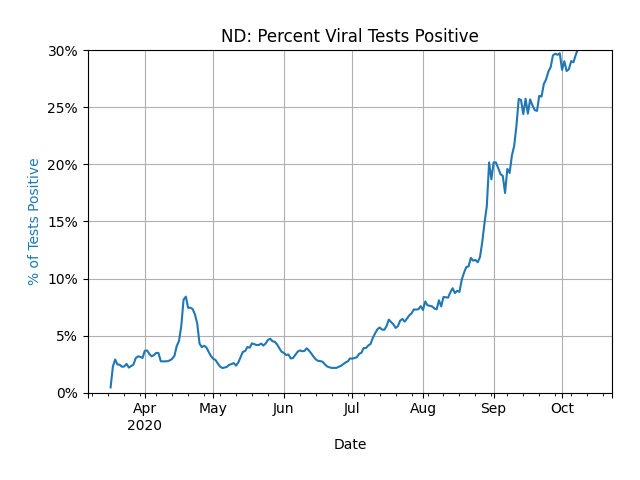 ND: Percent Viral Tests Positive
30%
25%
20%
15%
10%
5%
0%
% of Tests Positive
Apr May Jun Jul Aug Sep Oct
2020
Date